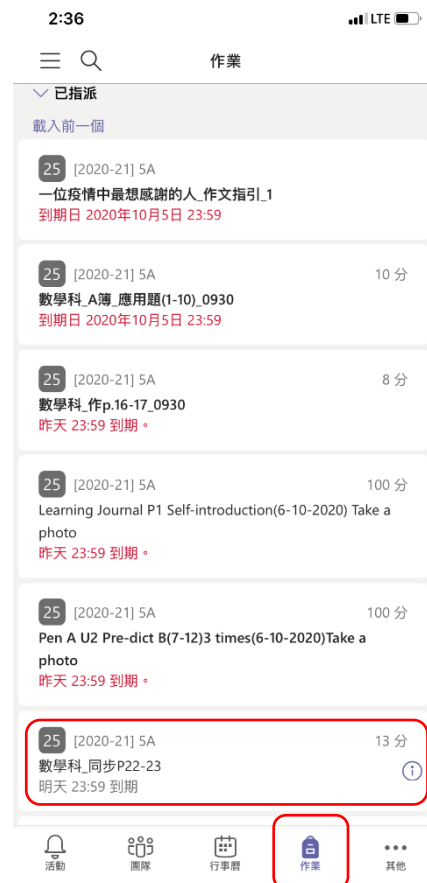 2:36 LTE
作業
已指派
載入前一個
25 [2020-21] 5A
一位疫情中最想感謝的人_作文指引_1
到期日 2020年10月5日 23:59
25 [2020-21] 5A 10 分
數學科_A簿_應用題(1-10)_0930
到期日 2020年10月5日 23:59
25 [2020-21] 5A 8 分
數學科_作p.16-17_0930
昨天 23:59 到期。
25 [2020-21] 5A 100 分
Learning Journal P1 Self-introduction(6-10-2020) Take a
photo
昨天 23:59 到期。
25 [2020-21] 5A 100 分
Pen A U2 Pre-dict B(7-12)3 times(6-10-2020)Take a
photo
昨天 23:59 到期。
25 [2020-21] 5A 13 分
數學科_同步P22-23
明天 23:59 到期
活動 團隊 行事曆 作業 其他